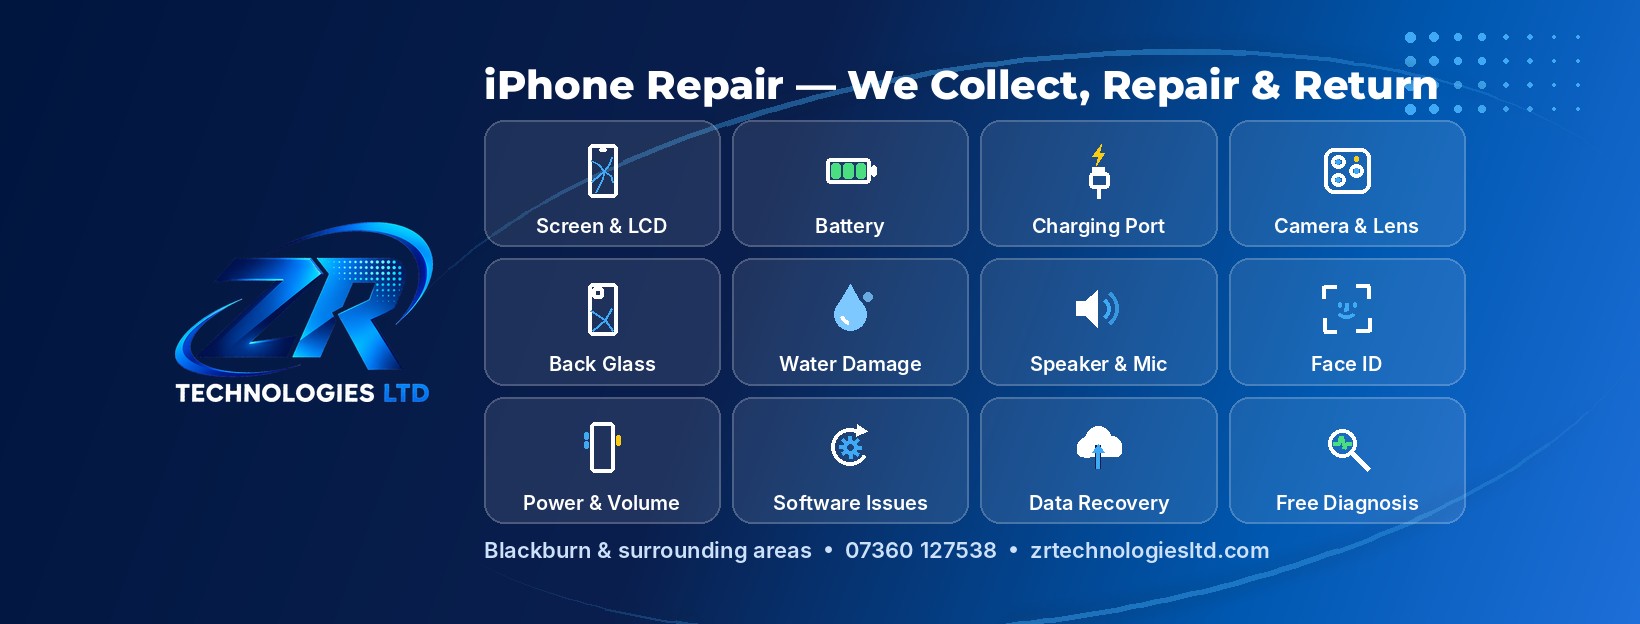 iPhone Repair — We Collect, Repair & Return
Screen & LCD
Battery
Charging Port
Camera & Lens
Back Glass
Water Damage
Speaker & Mic
Face ID
Power & Volume
Software Issues
Data Recovery
Free Diagnosis
ZR
TECHNOLOGIES LTD
Blackburn & surrounding areas • 07360 127538 • zrtechnologiesltd.com